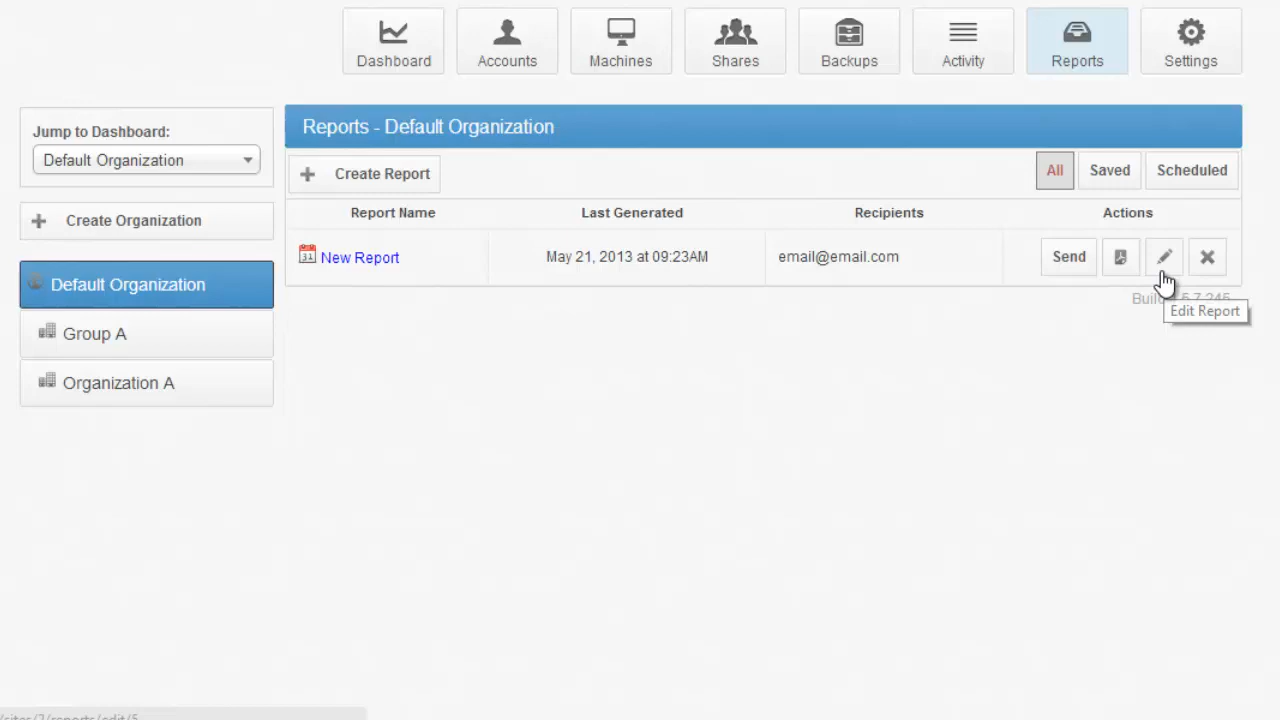 Dashboard
Accounts
Machines
Shares
Backups
Activity
Reports
Settings
Jump to Dashboard:
Default Organization
Create Organization
Default Organization
Group A
Organization A
Reports - Default Organization
Create Report
All
Saved
Scheduled
Report Name
Last Generated
Recipients
Actions
31 New Report
May 21, 2013 at 09:23AM
email@email.com
Send
Edit Report